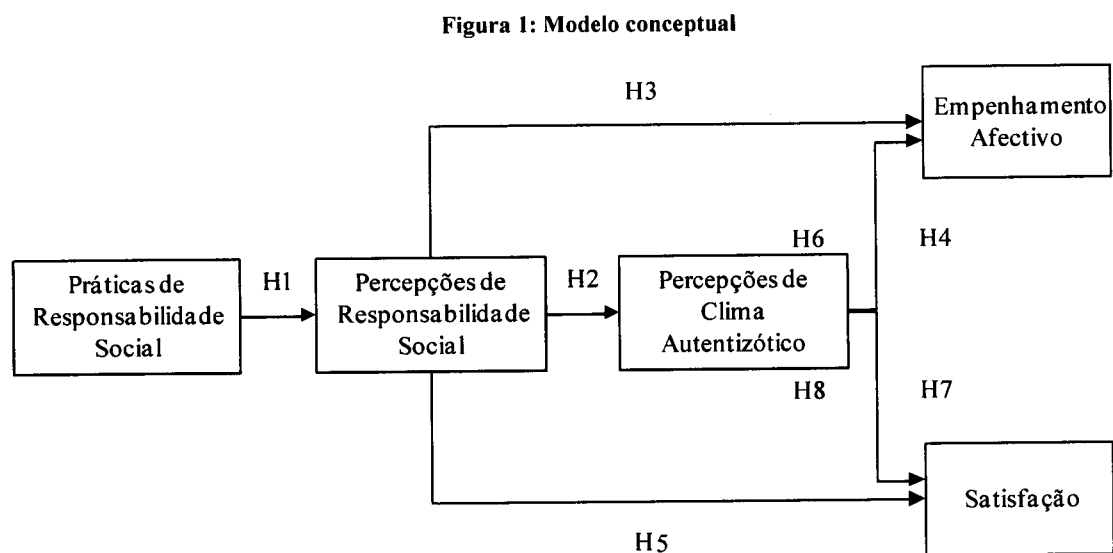 Figura 1: Modelo conceptual
H3
Empenhamento
Afectivo
H6
H4
H1
H2
Práticas de
Responsabilidade
Social
Percepções de
Responsabilidade
Social
Percepções de
Clima
Autentizótico
H8
H7
Satisfação
H5